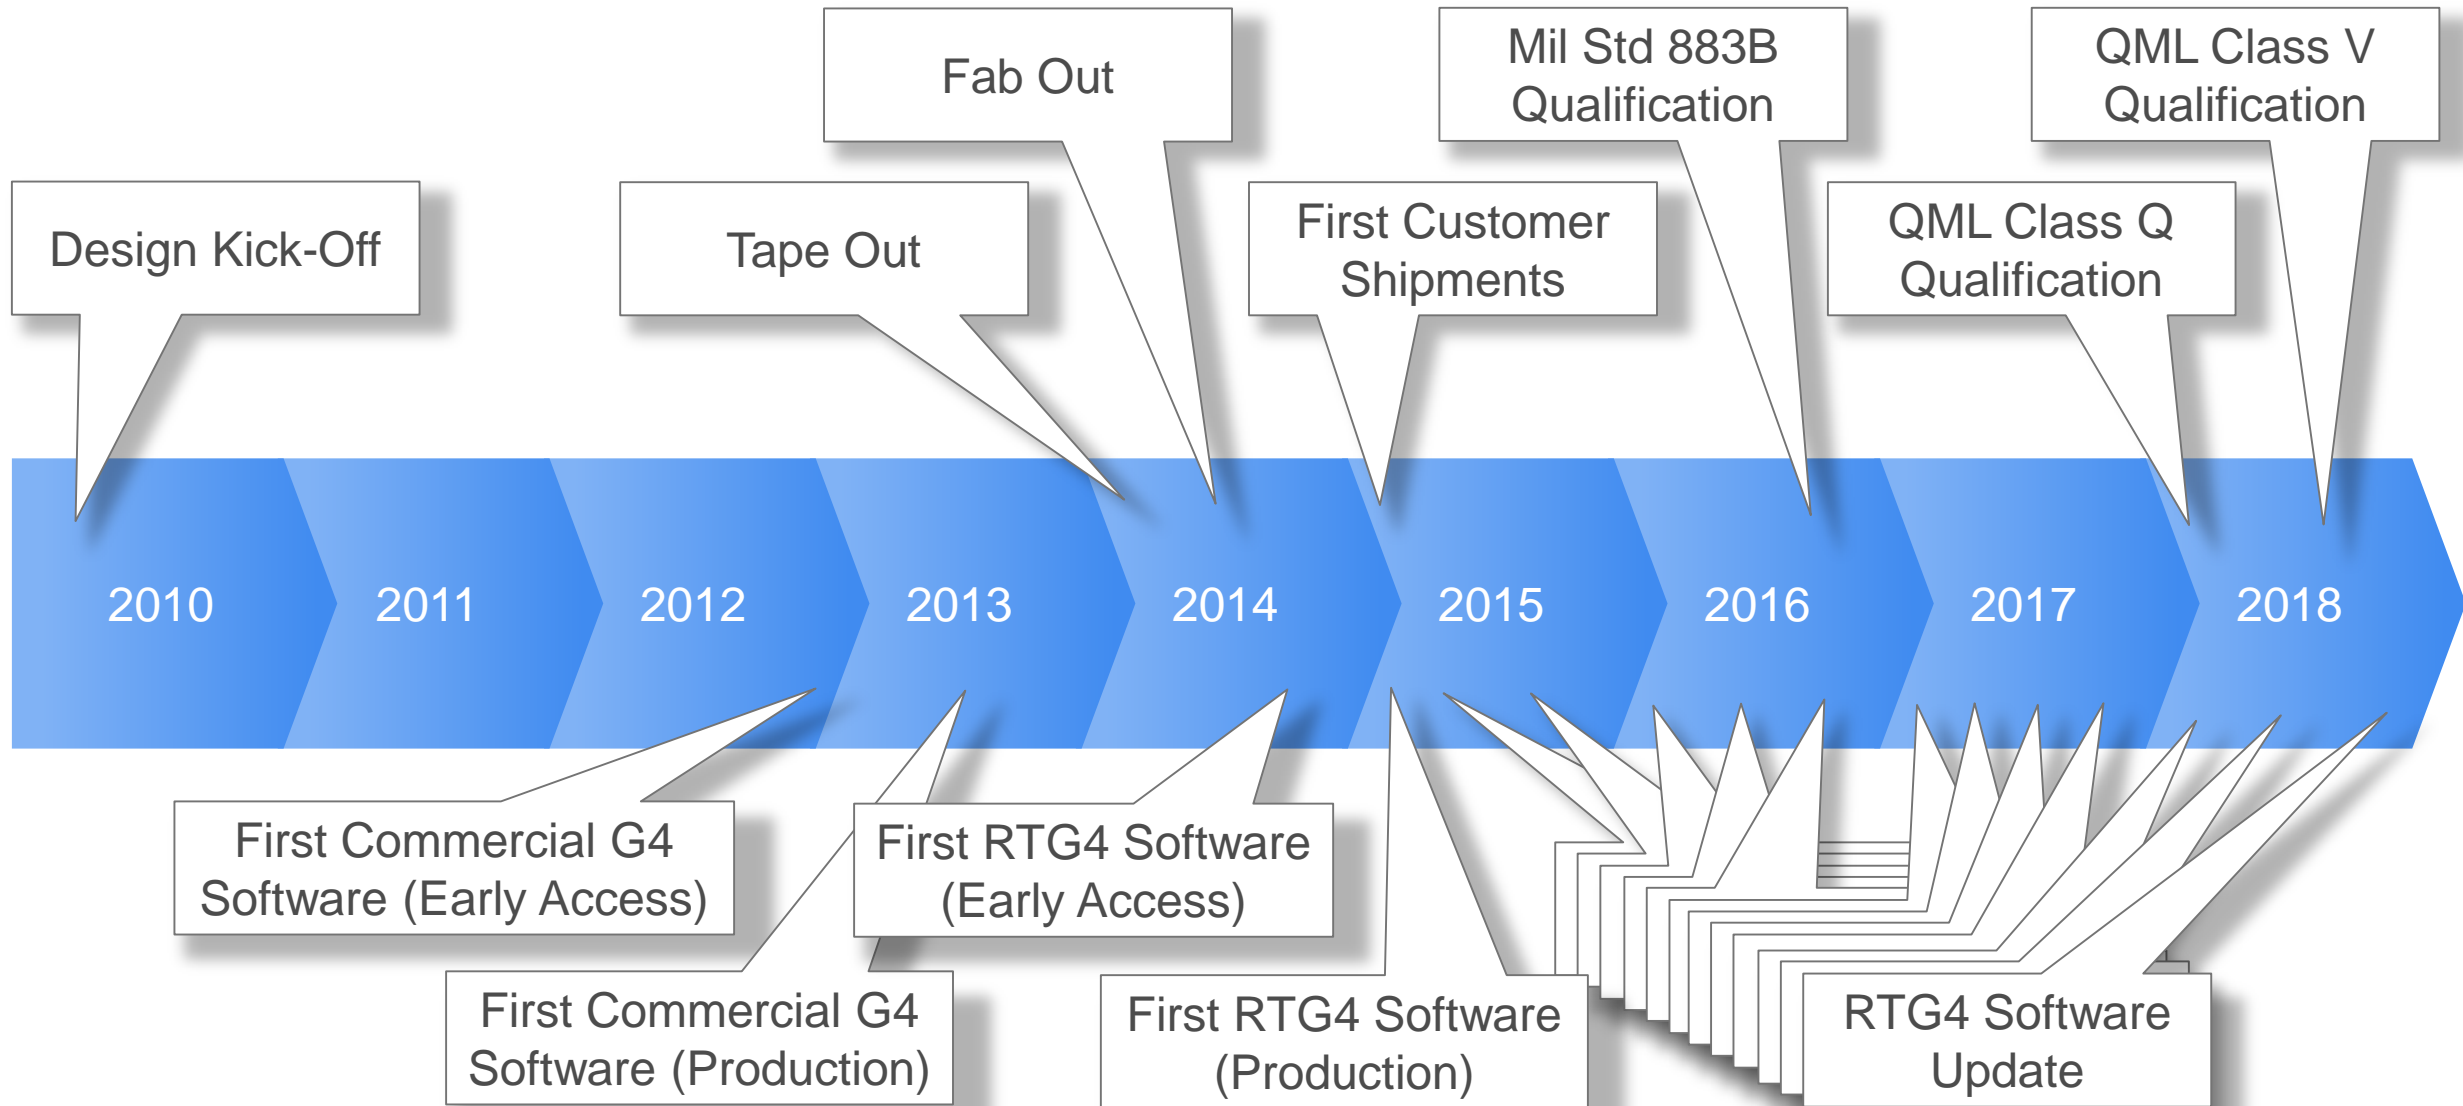 Fab Out
Mil Std 883B
Qualification
QML Class V
Qualification
Design Kick-Off
Tape Out
First Customer
Shipments
QML Class Q
Qualification
2010
2011
2012
2013
2014
2015
2016
2017
2018
First Commercial G4
Software (Early Access)
First RTG4 Software
(Early Access)
First Commercial G4
Software (Production)
First RTG4 Software
(Production)
RTG4 Software
Update